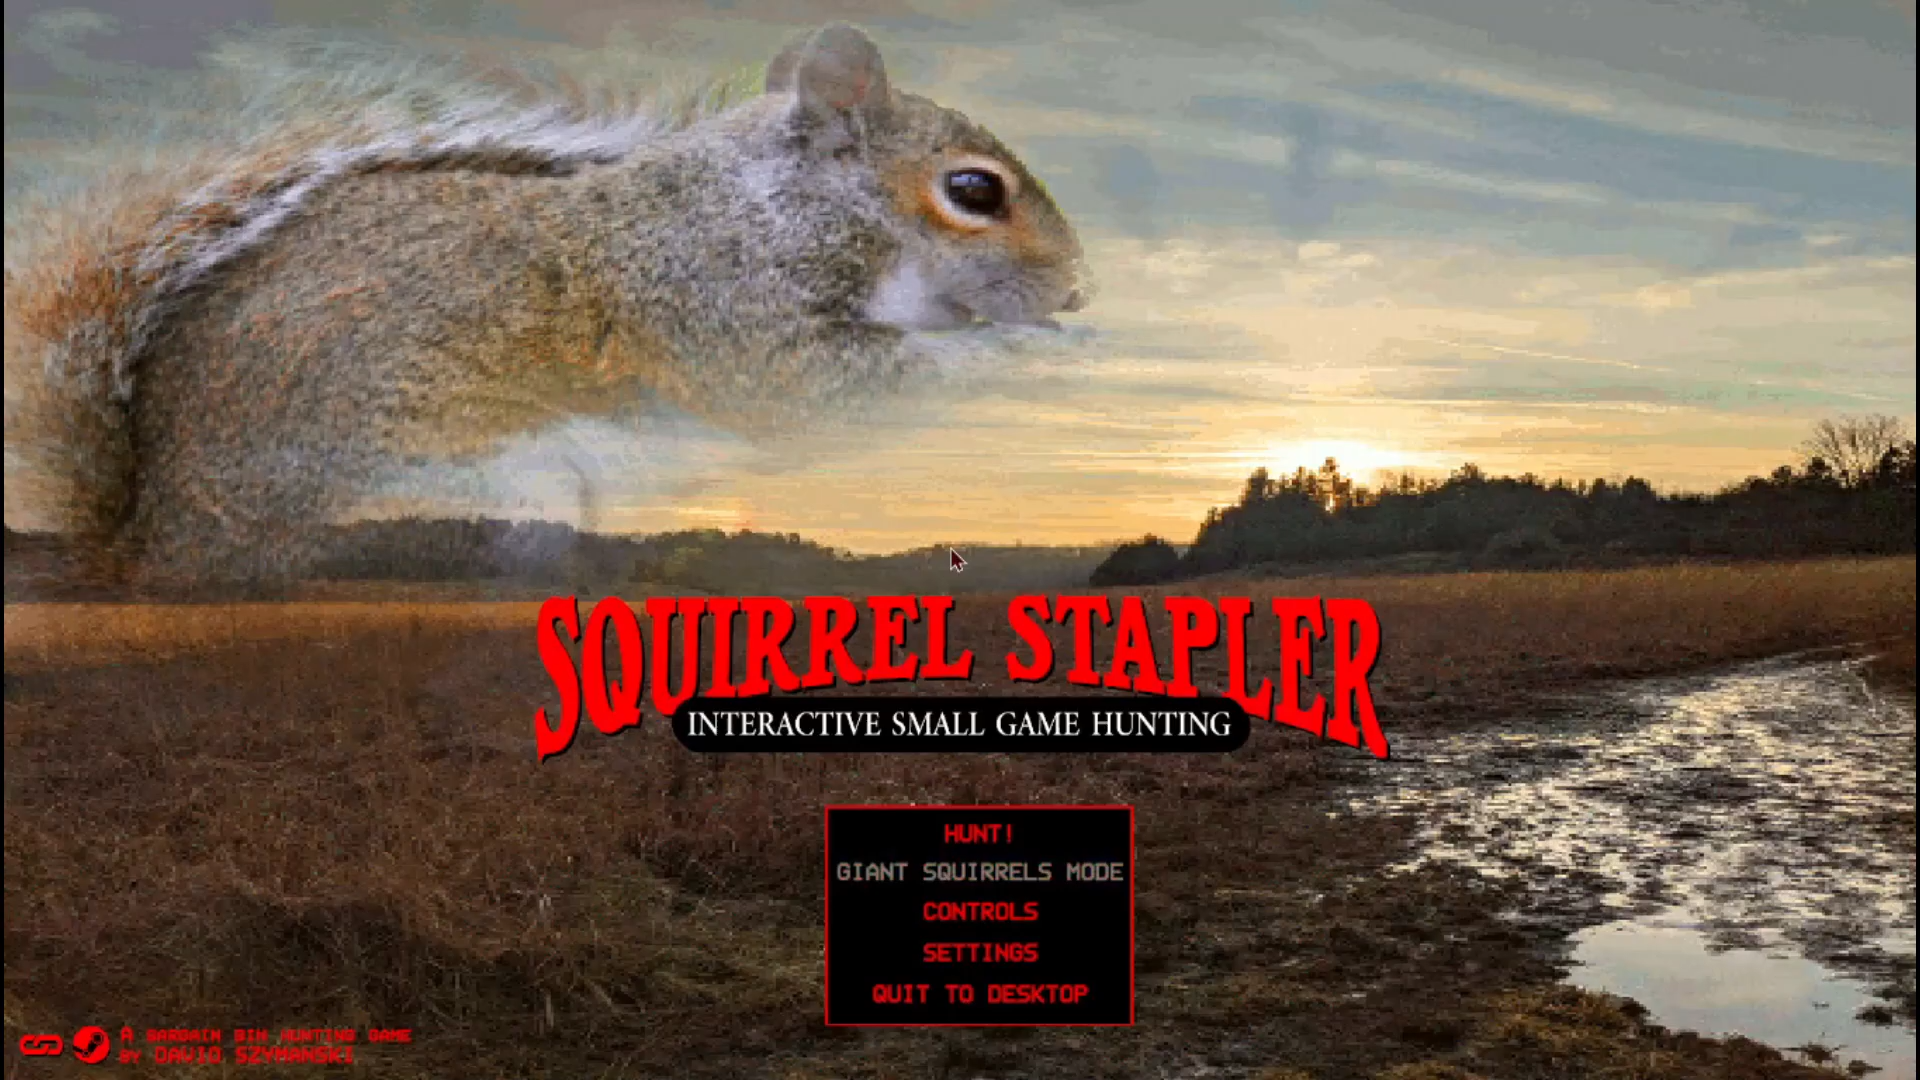 SQUIRREL STAPLER
INTERACTIVE SMALL GAME HUNTING
HUNT!
GIANT SQUIRRELS MODE
CONTROLS
SETTINGS
QUIT TO DESKTOP
A BARGAIN BIN HUNTING GAME
BY DAVID SZYMANSKI